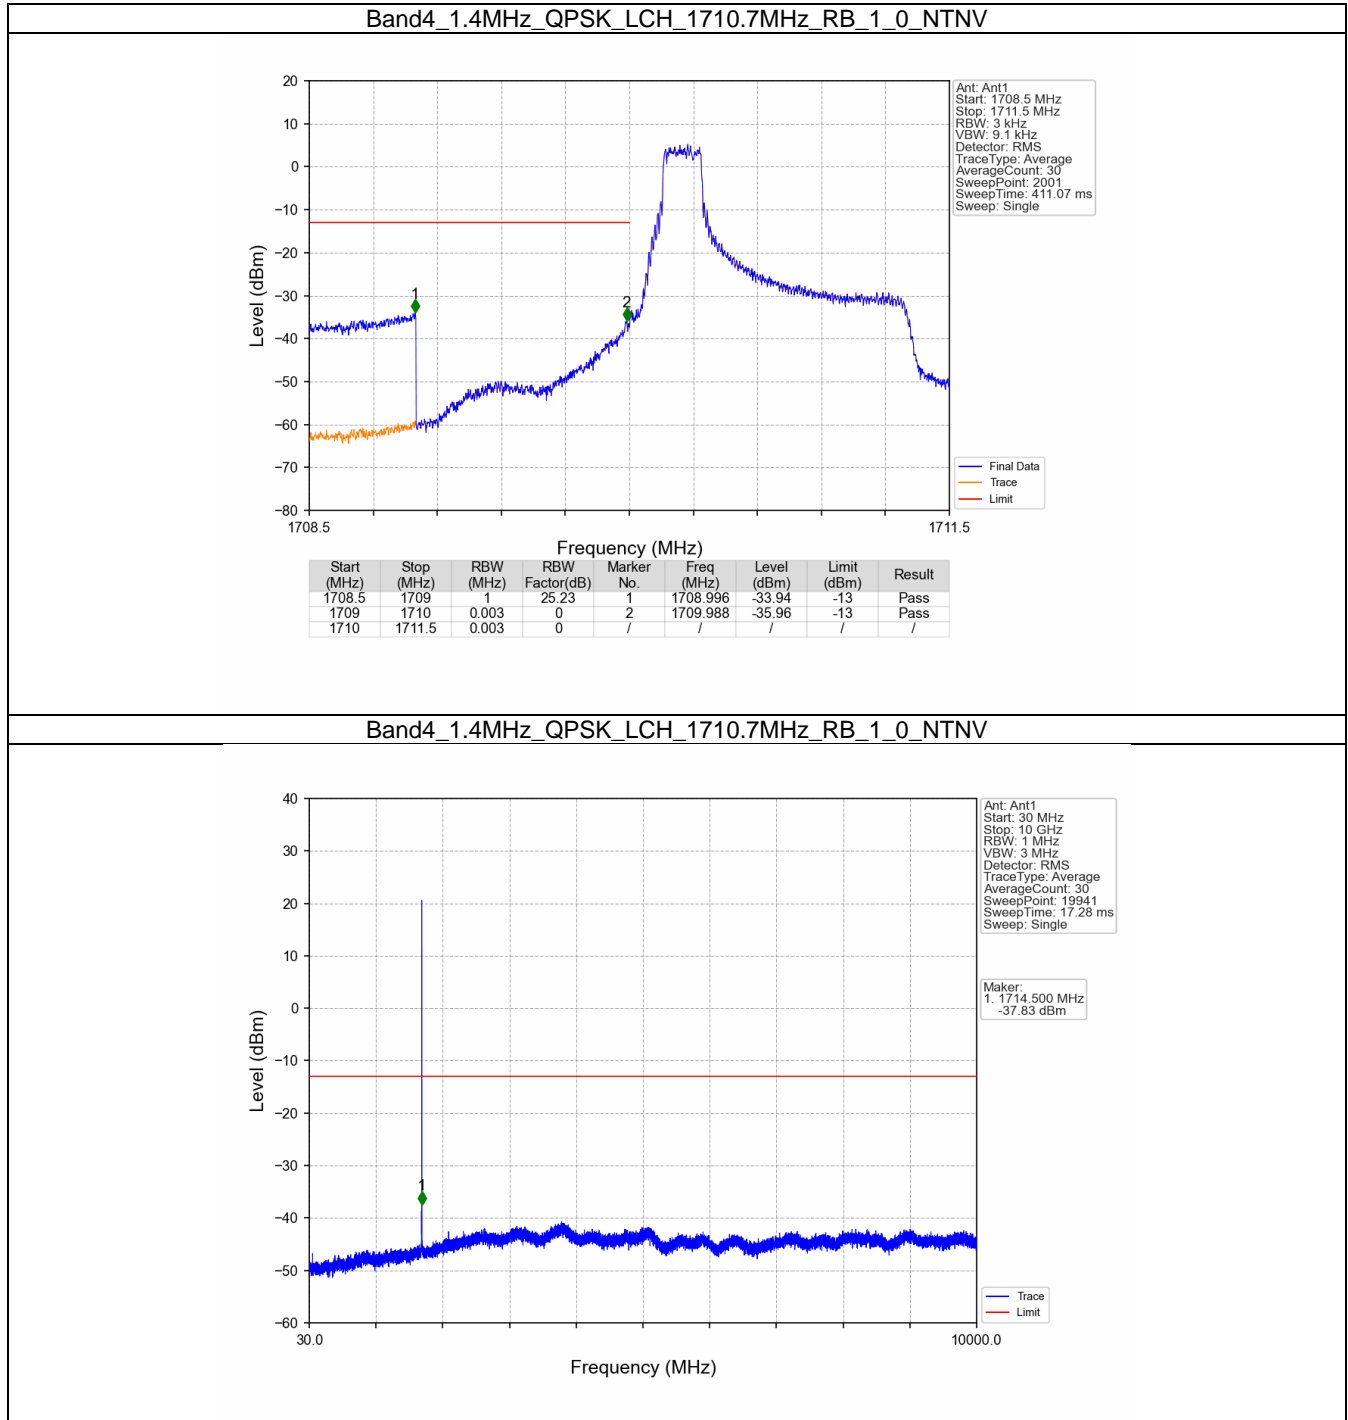 Band4_1.4MHz_QPSK_LCH_1710.7MHz_RB_1_0_NTNV
20
10
0
−10
−20
−30
−40
−50
−60
−70
−80
Level (dBm)
1
2
1708.5
1711.5
Frequency (MHz)
Ant: Ant1
Start: 1708.5 MHz
Stop: 1711.5 MHz
RBW: 3 kHz
VBW: 9.1 kHz
Detector: RMS
TraceType: Average
AverageCount: 30
SweepPoint: 2001
SweepTime: 411.07 ms
Sweep: Single
Final Data
Trace
Limit
Start (MHz) Stop (MHz) RBW (MHz) RBW Factor(dB) Marker No. Freq (MHz) Level (dBm) Limit (dBm) Result
1708.5 1709 1 25.23 1 1708.996 -33.94 -13 Pass
1709 1710 0.003 0 2 1709.988 -35.96 -13 Pass
1710 1711.5 0.003 0 / / / / /
Band4_1.4MHz_QPSK_LCH_1710.7MHz_RB_1_0_NTNV
40
30
20
10
0
−10
−20
−30
−40
−50
−60
Level (dBm)
1
30.0
10000.0
Frequency (MHz)
Ant: Ant1
Start: 30 MHz
Stop: 10 GHz
RBW: 1 MHz
VBW: 3 MHz
Detector: RMS
TraceType: Average
AverageCount: 30
SweepPoint: 19941
SweepTime: 17.28 ms
Sweep: Single
Maker:
1. 1714.500 MHz
-37.83 dBm
Trace
Limit